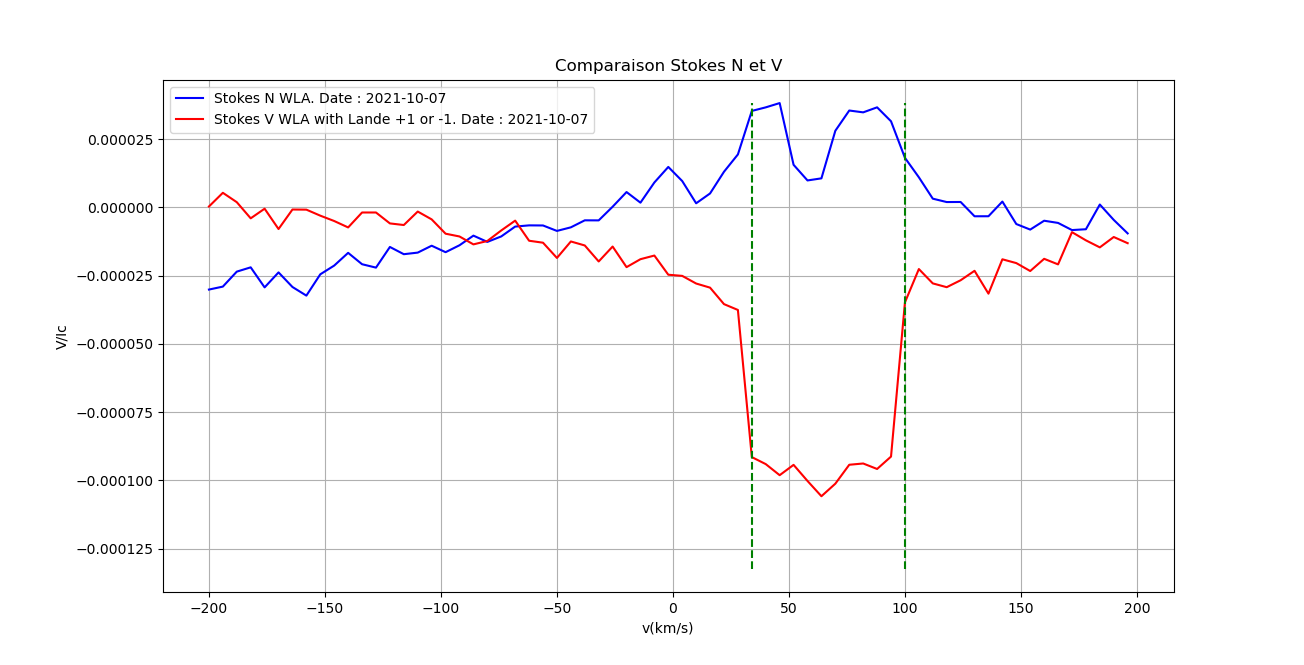 Comparaison Stokes N et V
Stokes N WLA. Date : 2021-10-07
Stokes V WLA with Lande +1 or -1. Date : 2021-10-07
0.000025
0.000000
−0.000025
−0.000050
−0.000075
−0.000100
−0.000125
V/Ic
−200 −150 −100 −50 0 50 100 150 200
v(km/s)